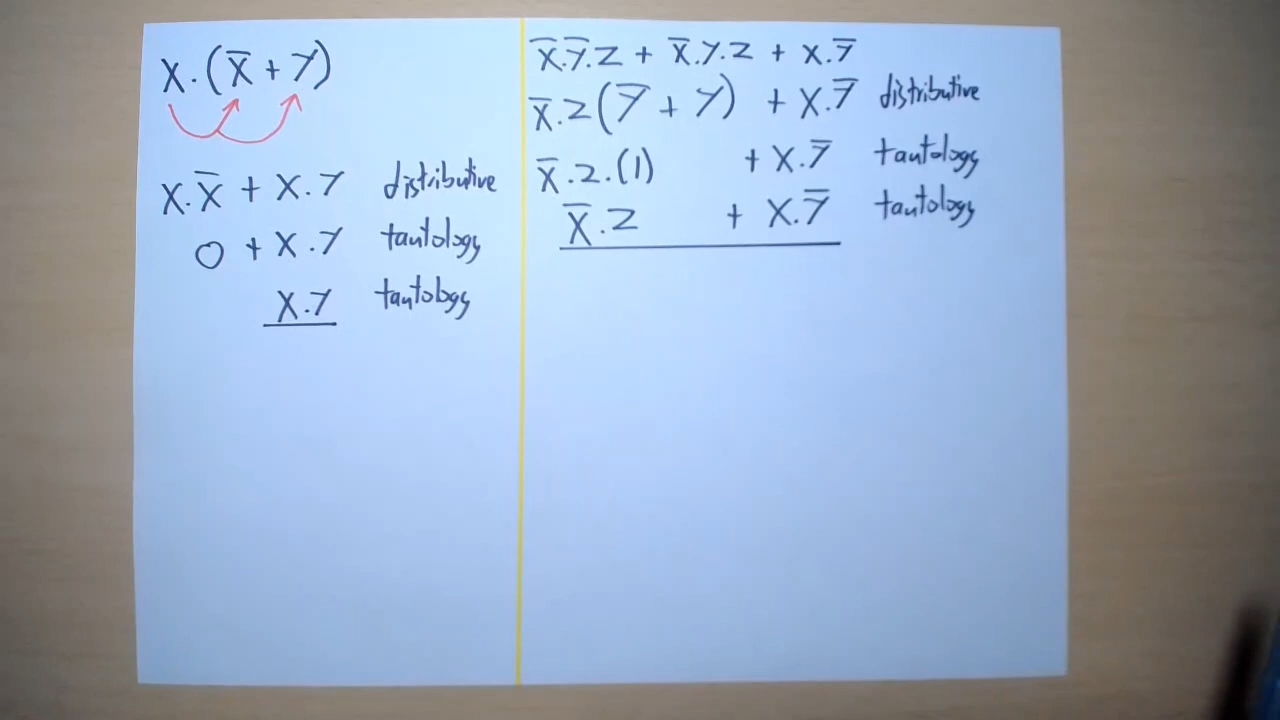 X.(X̅ + Y)
X.X̅ + X.Y distributive
0 + X.Y tautology
X.Y tautology
X̅.Y̅.Z + X̅.Y.Z + X.Y̅
X̅.Z(Y̅ + Y) + X.Y̅ distributive
X̅.Z.(1) + X.Y̅ tautology
X̅.Z + X.Y̅ tautology